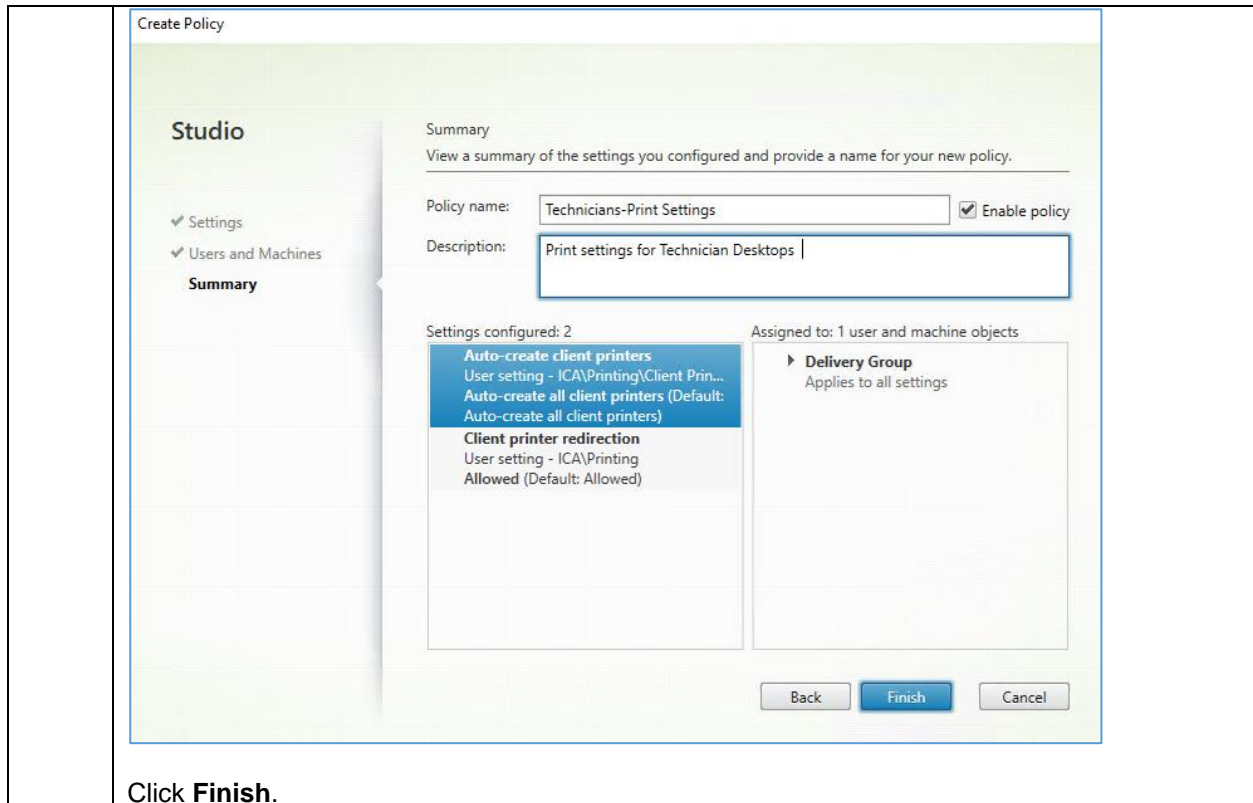 Create Policy
Studio
✔ Settings
✔ Users and Machines
Summary
Summary
View a summary of the settings you configured and provide a name for your new policy.
Policy name:
Technicians-Print Settings
Enable policy
Description:
Print settings for Technician Desktops
Settings configured: 2
Auto-create client printers
User setting - ICA\Printing\Client Prin...
Auto-create all client printers (Default:
Auto-create all client printers)
Client printer redirection
User setting - ICA\Printing
Allowed (Default: Allowed)
Assigned to: 1 user and machine objects
Delivery Group
Applies to all settings
Back
Finish
Cancel
Click Finish.